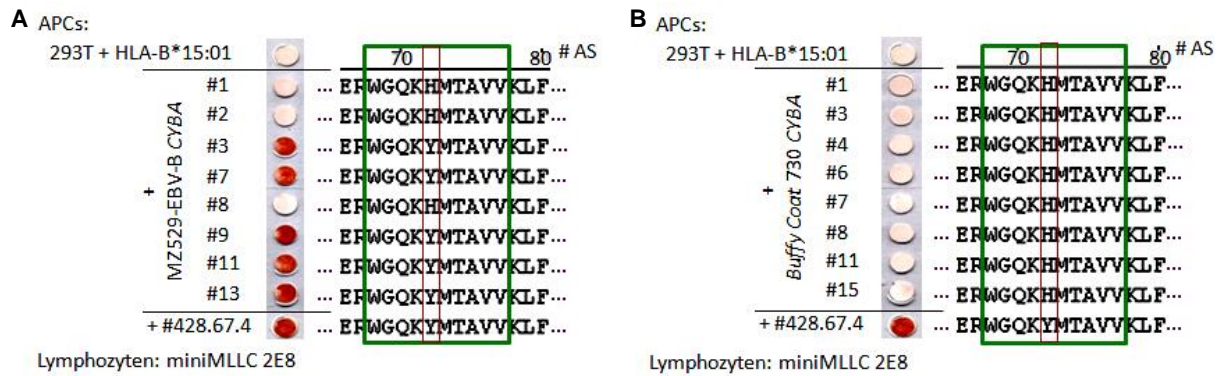 A APCs:
293T + HLA-B*15:01
70 80 # AS
+
MZ529-EBV-B CYBA
#1 ... ERWGQKHMTAVVKLF...
#2 ... ERWGQKHMTAVVKLF...
#3 ... ERWGQKYMTAVVKLF...
#7 ... ERWGQKYMTAVVKLF...
#8 ... ERWGQKHMTAVVKLF...
#9 ... ERWGQKYMTAVVKLF...
#11 ... ERWGQKYMTAVVKLF...
#13 ... ERWGQKYMTAVVKLF...
+ #428.67.4 ... ERWGQKYMTAVVKLF...
Lymphozyten: miniMLLC 2E8
B APCs:
293T + HLA-B*15:01
70 80 # AS
+
Buffy Coat 730 CYBA
#1 ... ERWGQKHMTAVVKLF...
#3 ... ERWGQKHMTAVVKLF...
#4 ... ERWGQKHMTAVVKLF...
#6 ... ERWGQKHMTAVVKLF...
#7 ... ERWGQKHMTAVVKLF...
#8 ... ERWGQKHMTAVVKLF...
#11 ... ERWGQKHMTAVVKLF...
#15 ... ERWGQKHMTAVVKLF...
+ #428.67.4 ... ERWGQKYMTAVVKLF...
Lymphozyten: miniMLLC 2E8